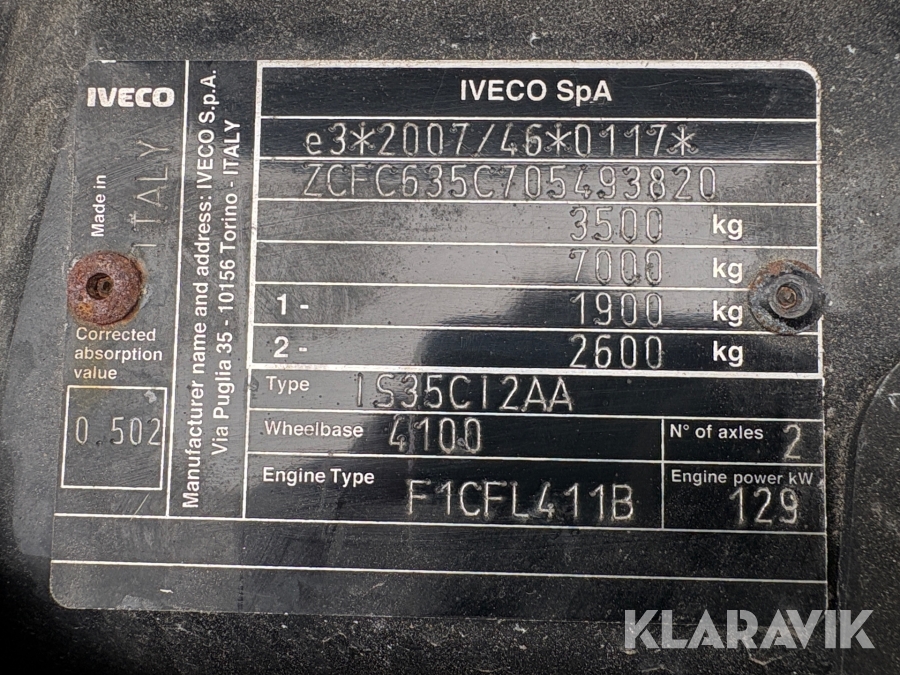 IVECO
Made in
ITALY
Corrected
absorption
value
0.502
Manufacturer name and address: IVECO S.p.A.
Via Puglia 35 - 10156 Torino - ITALY
IVECO SpA
e3*2007/46*0117*
ZCFC635C705493820
3500 kg
7000 kg
1 - 1900 kg
2 - 2600 kg
Type IS35CI2AA
Wheelbase 4100
N° of axles 2
Engine Type F1CFL411B
Engine power kW 129
KLARAVIK